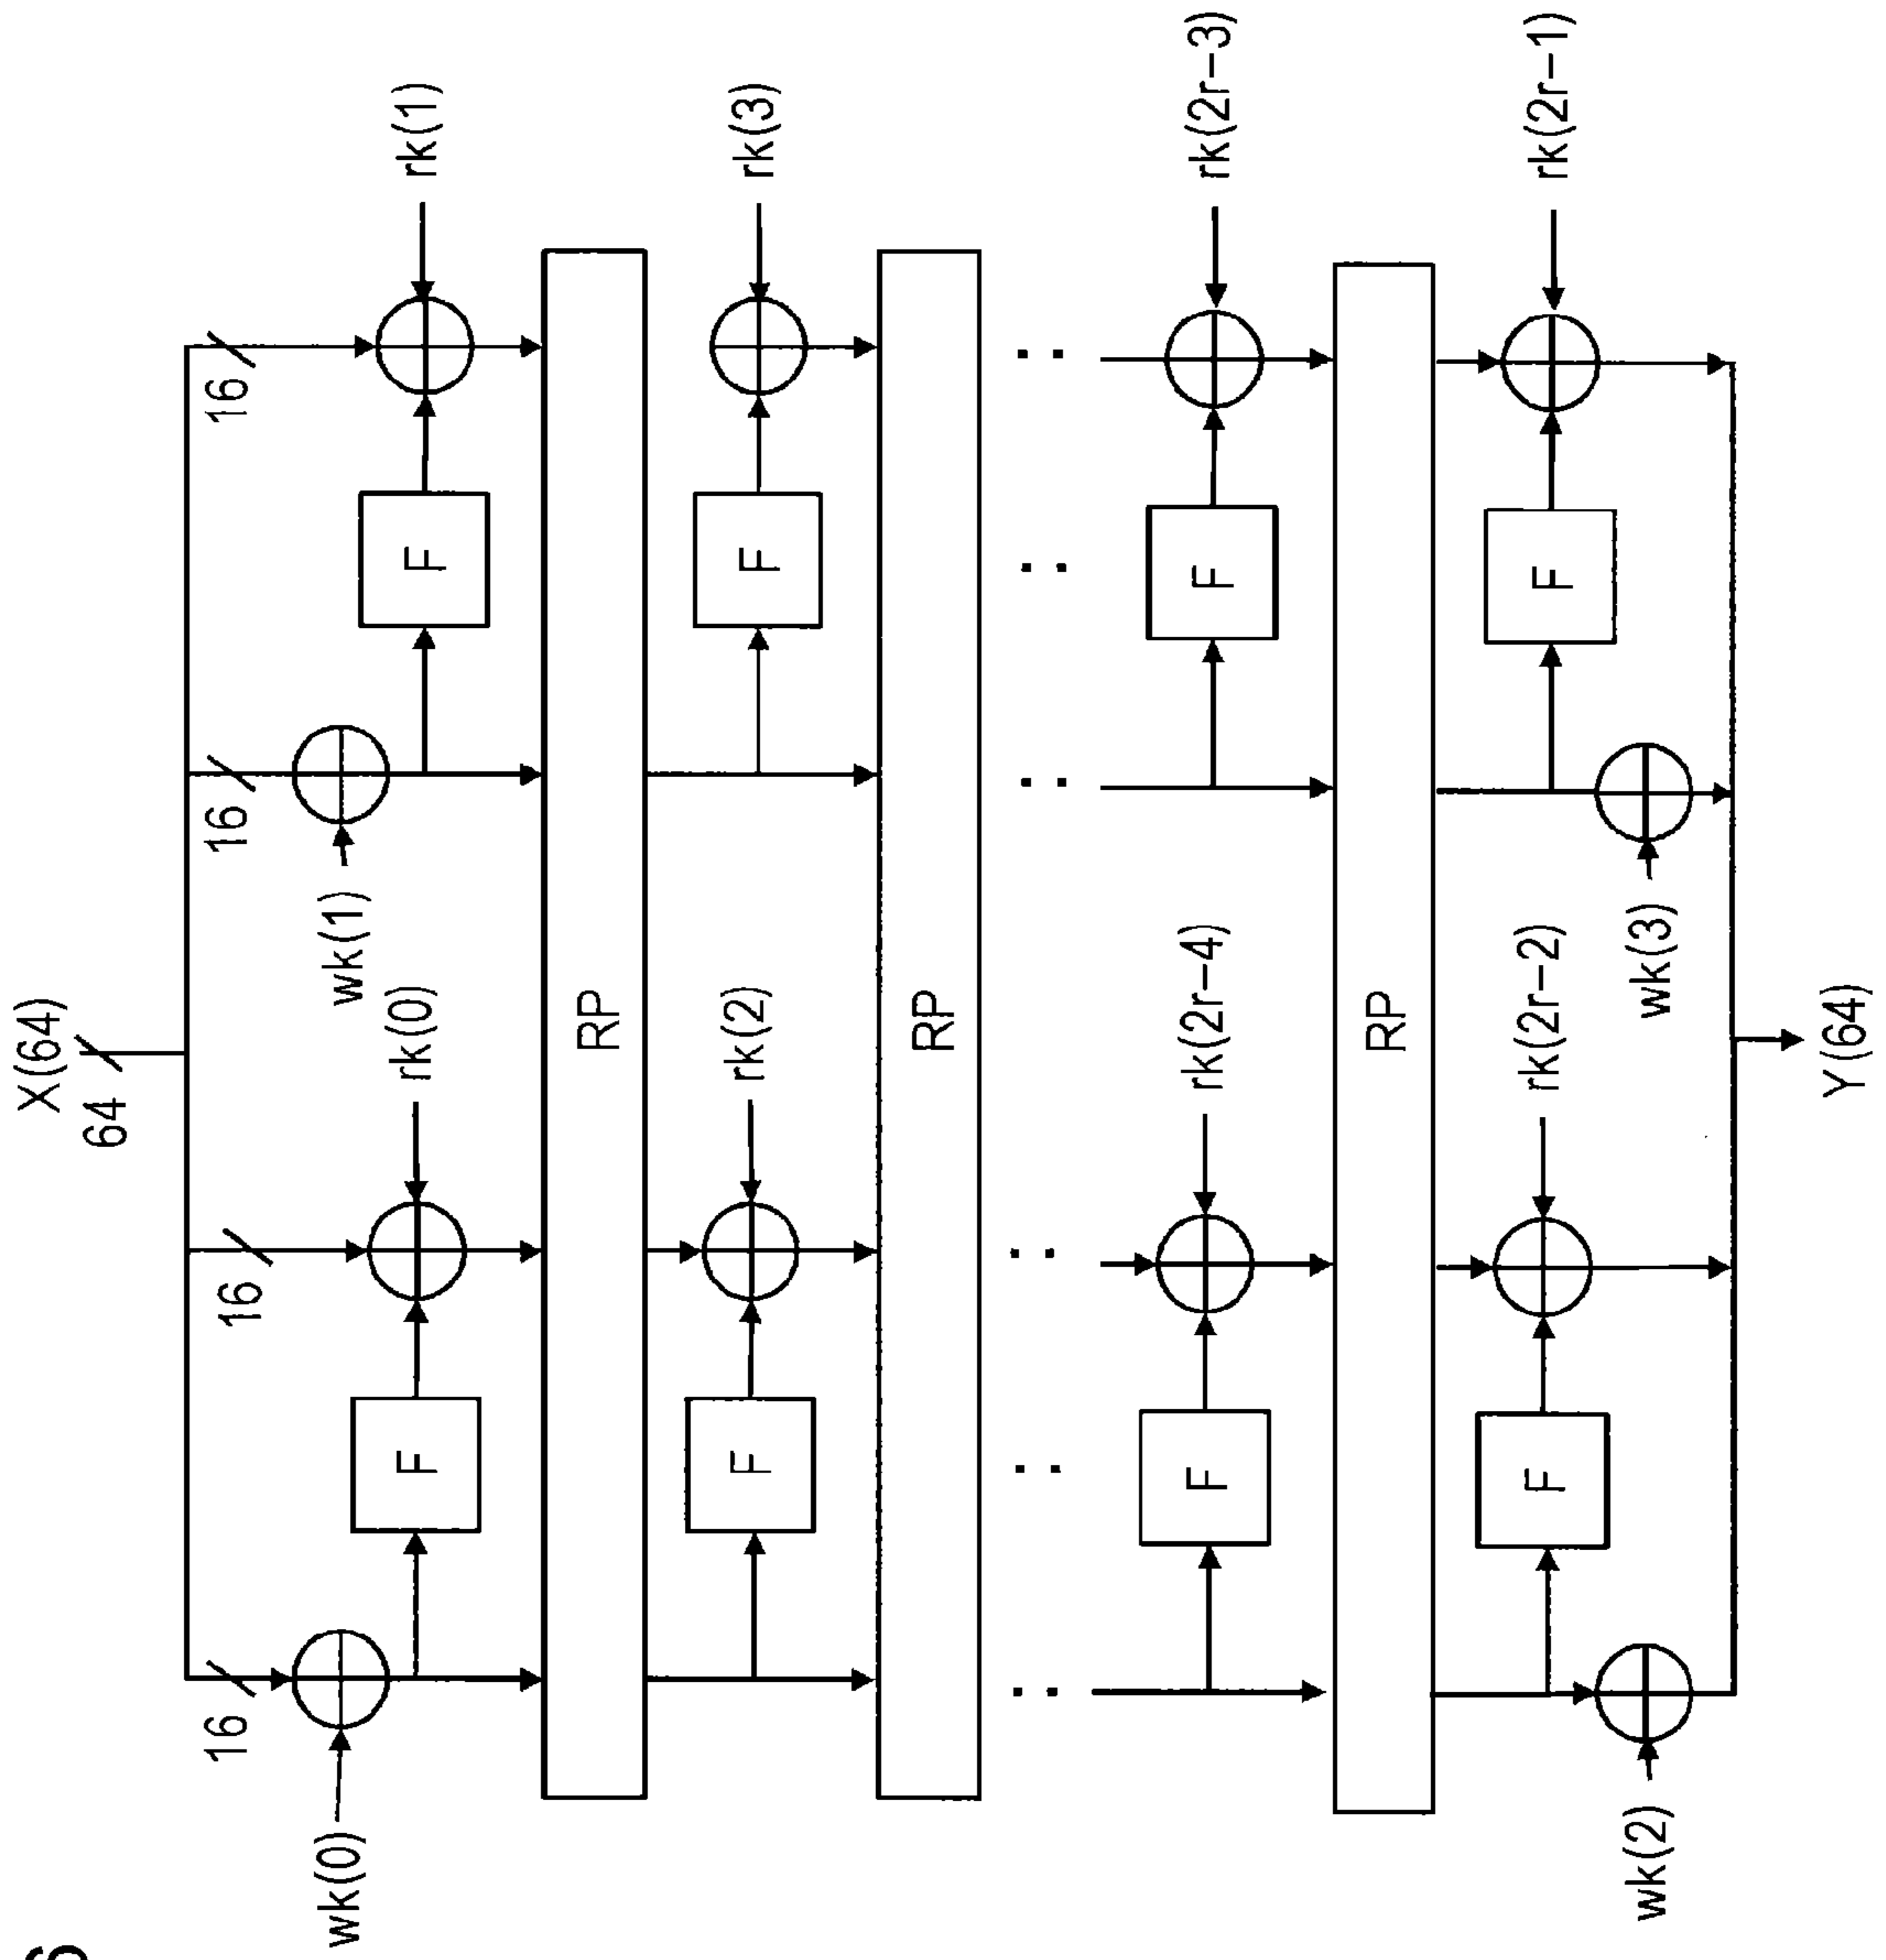 6
X(64)
64
16
16
16
16
wk(0)
wk(1)
F
rk(0)
F
rk(1)
RP
F
rk(2)
F
rk(3)
RP
F
rk(2r-4)
F
rk(2r-3)
RP
F
rk(2r-2)
F
rk(2r-1)
wk(2)
wk(3)
Y(64)